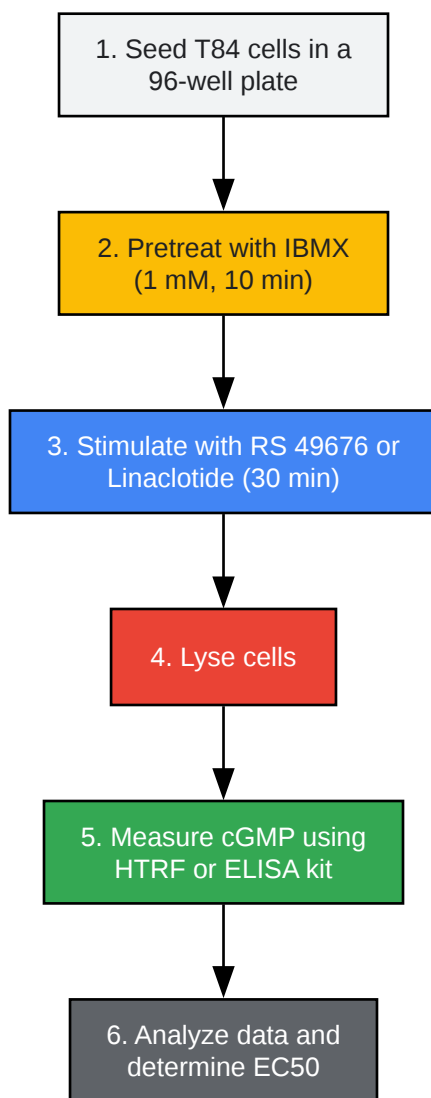 1. Seed T84 cells in a
96-well plate
2. Pretreat with IBMX
(1 mM, 10 min)
3. Stimulate with RS 49676 or
Linaclotide (30 min)
4. Lyse cells
5. Measure cGMP using
HTRF or ELISA kit
6. Analyze data and
determine EC50